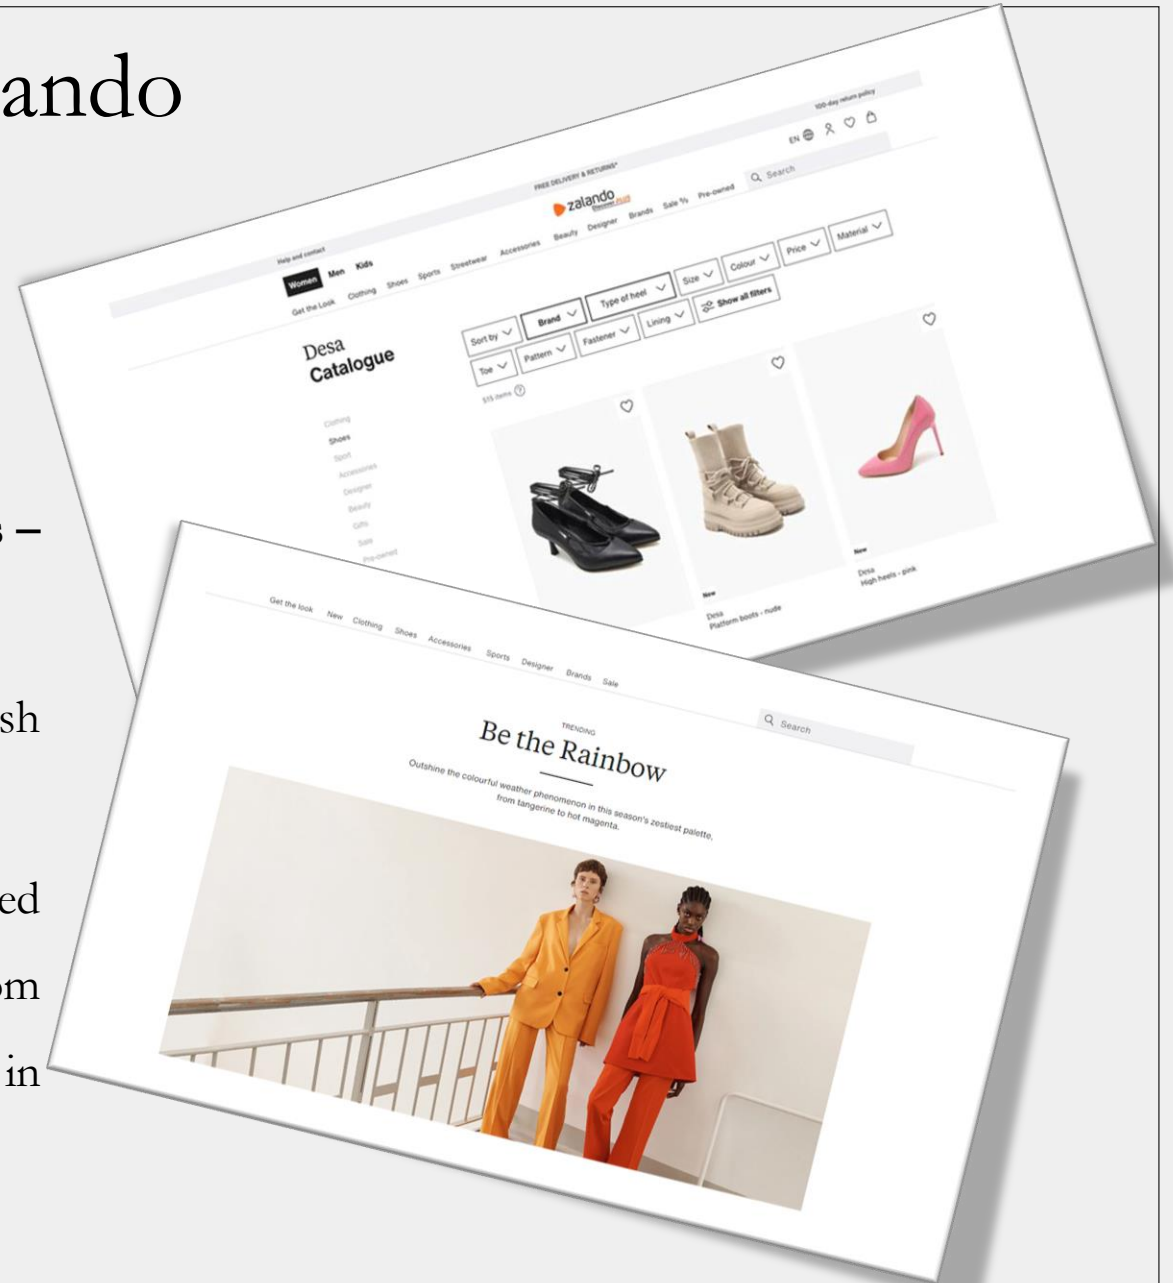 ando
s –
sh
ed
om
in
Help and contact
FREE DELIVERY & RETURNS*
100-day return policy
Women Men Kids
zalando
EN
Get the Look Clothing Shoes Sports Streetwear Accessories Beauty Designer Brands Sale % Pre-owned
Search
Desa
Catalogue
Sort by Brand Type of heel Size Colour Price Material
Toe Pattern Fastener Lining Show all filters
515 items ?
Clothing
Shoes
Sport
Accessories
Designer
Beauty
Gifts
Sale
Pre-owned
New
Desa
Platform boots - nude
New
Desa
High heels - pink
Get the look New Clothing Shoes Accessories Sports Designer Brands Sale
Search
TRENDING
Be the Rainbow
Outshine the colourful weather phenomenon in this season's zestiest palette,
from tangerine to hot magenta.